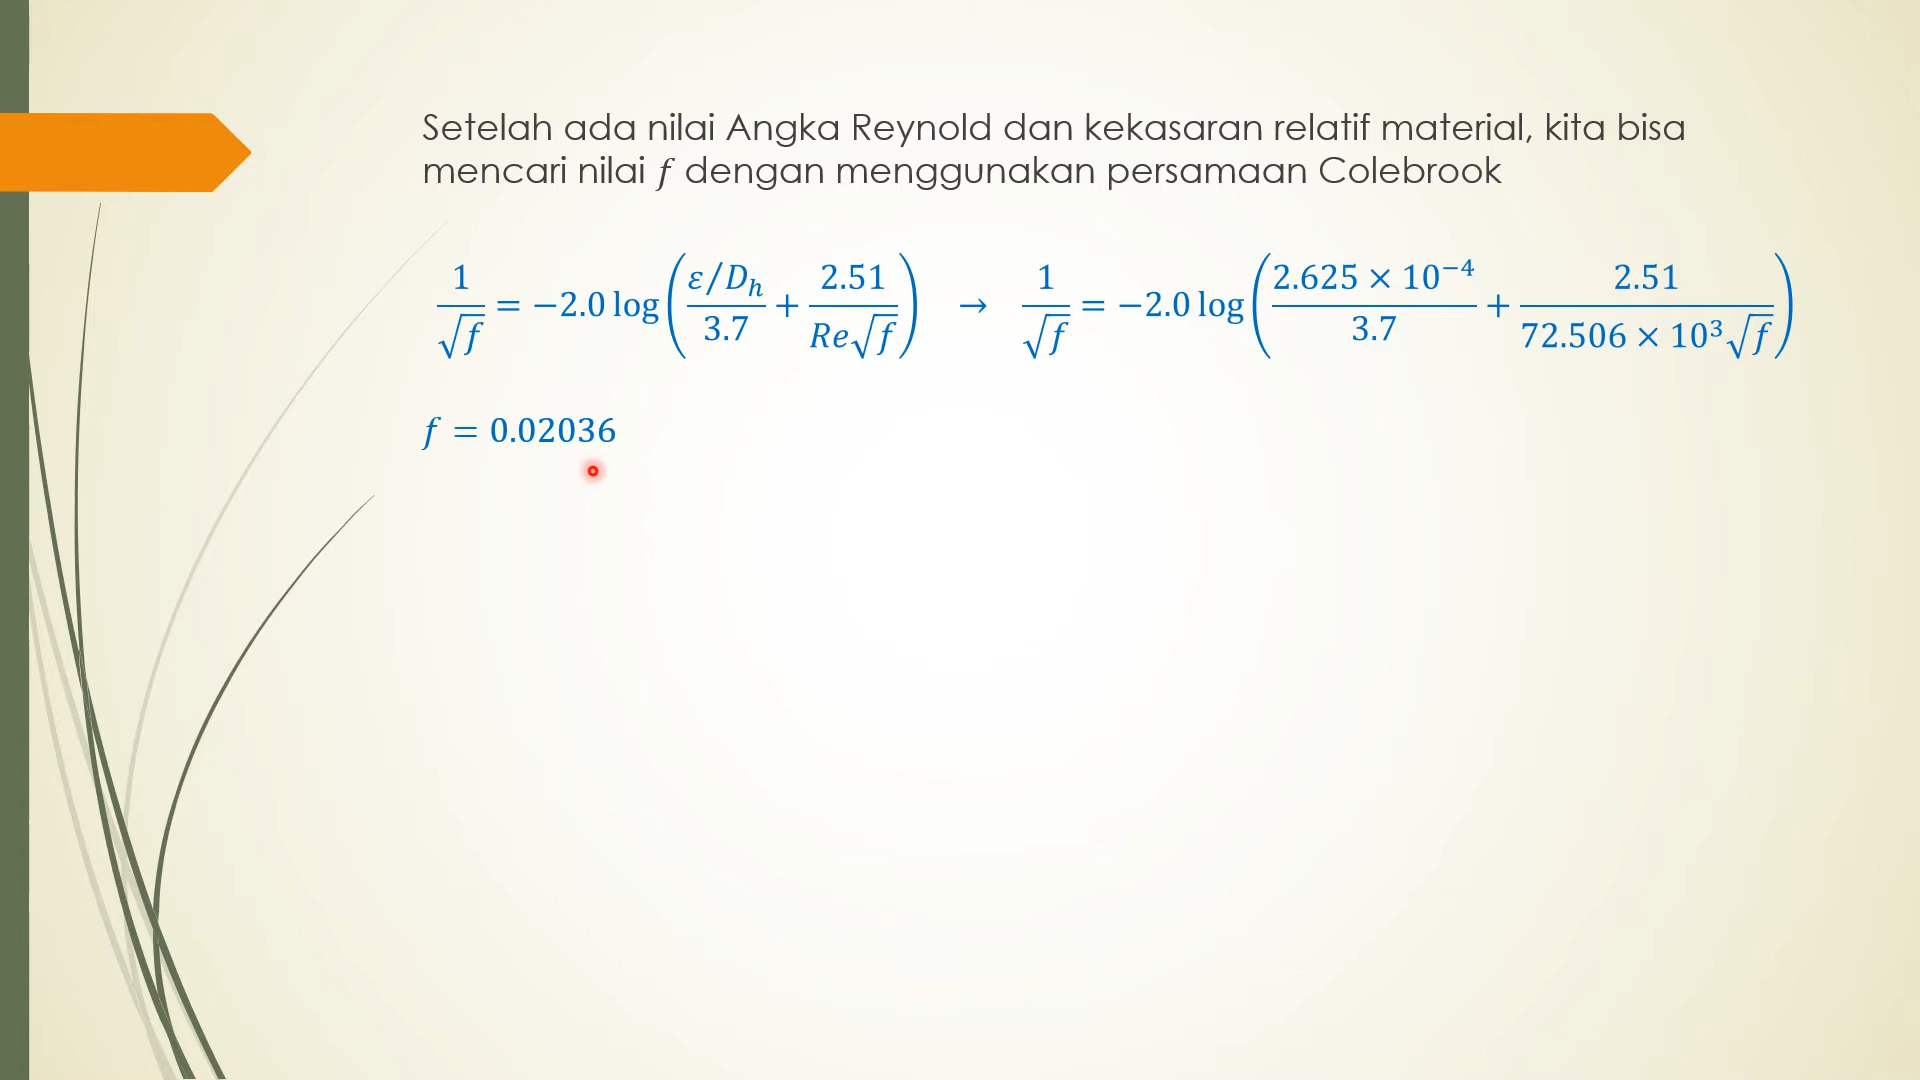 Setelah ada nilai Angka Reynold dan kekasaran relatif material, kita bisa
mencari nilai f dengan menggunakan persamaan Colebrook
1/√f = −2.0 log((ε/D_h)/3.7 + 2.51/(Re√f)) → 1/√f = −2.0 log((2.625 × 10⁻⁴)/3.7 + 2.51/(72.506 × 10³√f))
f = 0.02036